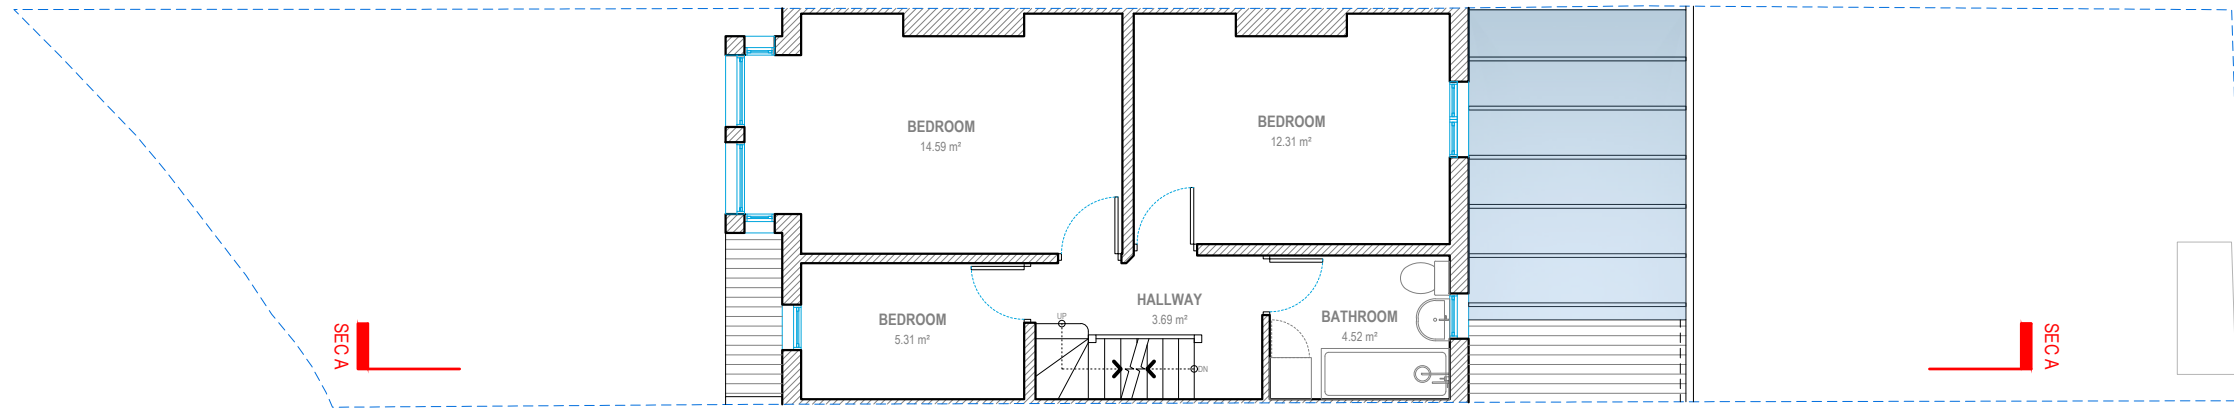 BEDROOM
14.59 m²
BEDROOM
12.31 m²
BEDROOM
5.31 m²
UP
HALLWAY
3.69 m²
DN
BATHROOM
4.52 m²
SEC A
SEC A